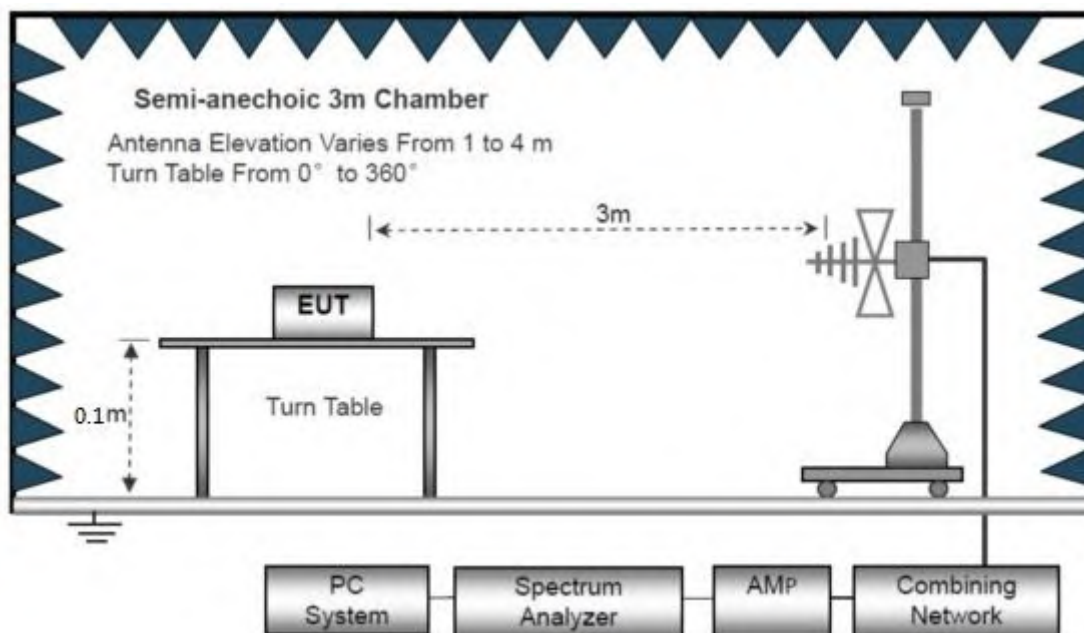 Semi-anechoic 3m Chamber
Antenna Elevation Varies From 1 to 4 m
Turn Table From 0° to 360°
3m
EUT
0.1m
Turn Table
PC
System
Spectrum
Analyzer
AMP
Combining
Network